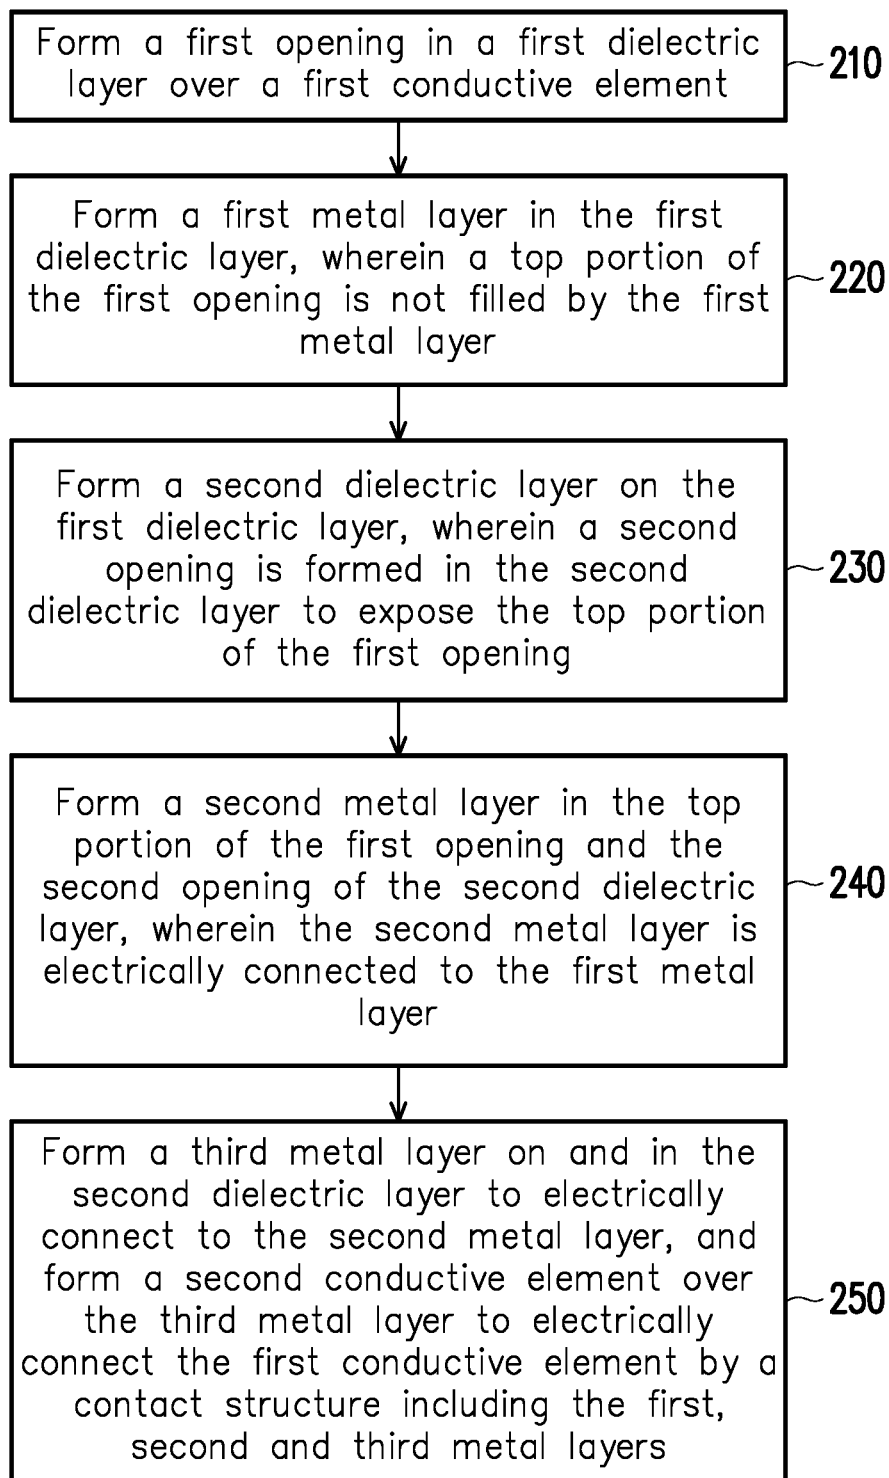 Form a first opening in a first dielectric
layer over a first conductive element
210
Form a first metal layer in the first
dielectric layer, wherein a top portion of
the first opening is not filled by the first
metal layer
220
Form a second dielectric layer on the
first dielectric layer, wherein a second
opening is formed in the second
dielectric layer to expose the top portion
of the first opening
230
Form a second metal layer in the top
portion of the first opening and the
second opening of the second dielectric
layer, wherein the second metal layer is
electrically connected to the first metal
layer
240
Form a third metal layer on and in the
second dielectric layer to electrically
connect to the second metal layer, and
form a second conductive element over
the third metal layer to electrically
connect the first conductive element by a
contact structure including the first,
second and third metal layers
250